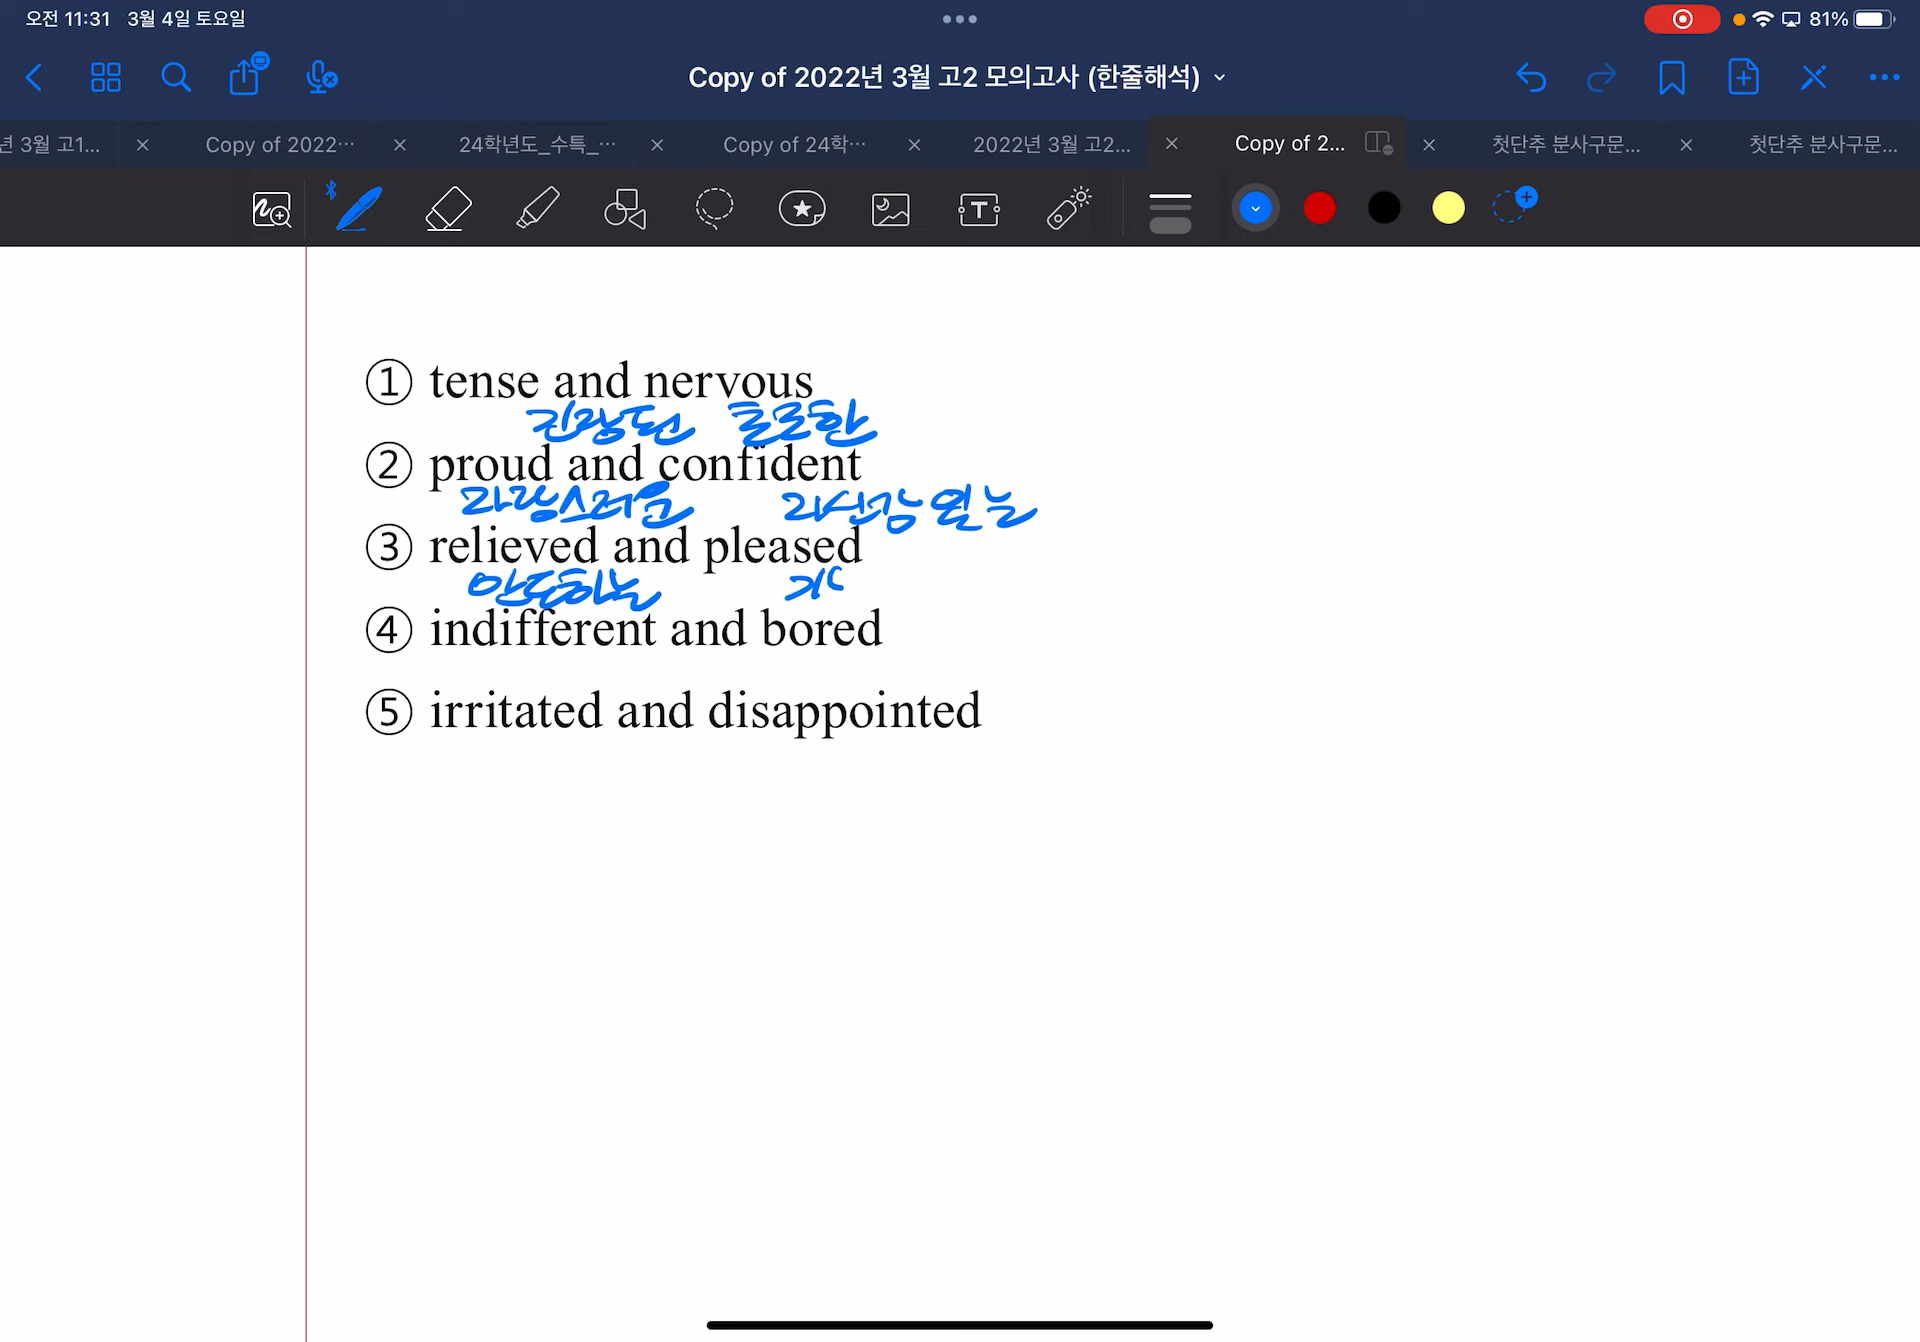 오전 11:31 3월 4일 토요일
81%
Copy of 2022년 3월 고2 모의고사 (한줄해석)
년 3월 고1... Copy of 2022… 24학년도_수특_… Copy of 24학… 2022년 3월 고2... Copy of 2... 첫단추 분사구문... 첫단추 분사구문...
① tense and nervous
긴장된 초조한
② proud and confident
자랑스러운 자신감 있는
③ relieved and pleased
안도하는
④ indifferent and bored
⑤ irritated and disappointed